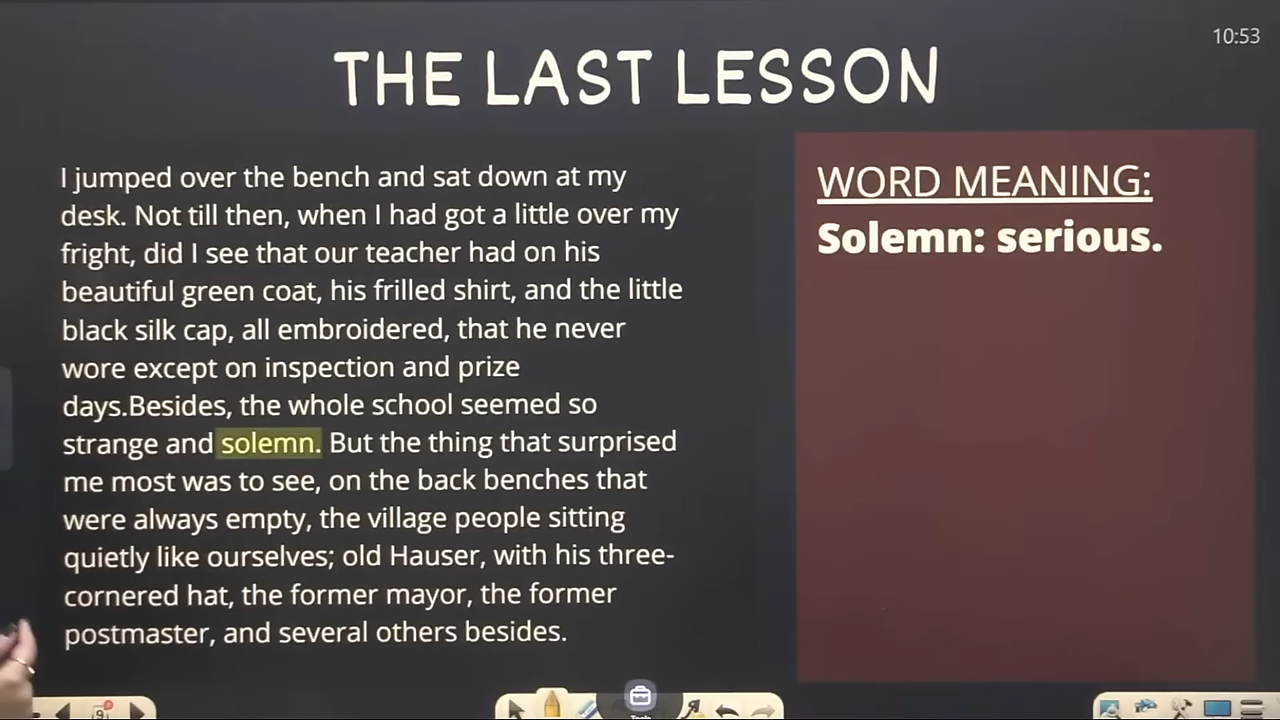 10:53
THE LAST LESSON
I jumped over the bench and sat down at my
desk. Not till then, when I had got a little over my
fright, did I see that our teacher had on his
beautiful green coat, his frilled shirt, and the little
black silk cap, all embroidered, that he never
wore except on inspection and prize
days.Besides, the whole school seemed so
strange and solemn. But the thing that surprised
me most was to see, on the back benches that
were always empty, the village people sitting
quietly like ourselves; old Hauser, with his three-
cornered hat, the former mayor, the former
postmaster, and several others besides.
WORD MEANING:
Solemn: serious.